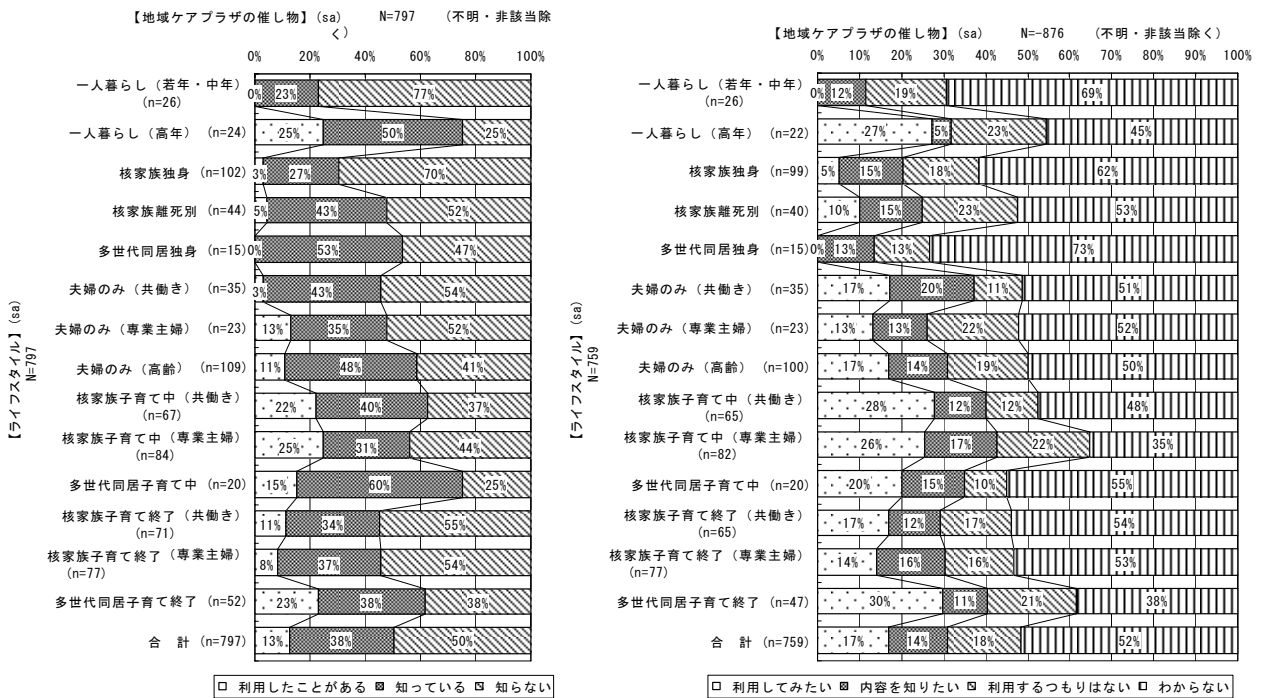 【地域ケアプラザの催し物】(sa) N=797 (不明・非該当除
く)
0% 20% 40% 60% 80% 100%
一人暮らし（若年・中年）
(n=26)
0% 23% 77%
一人暮らし（高年） (n=24)
25% 50% 25%
核家族独身 (n=102)
3% 27% 70%
核家族離死別 (n=44)
5% 43% 52%
多世代同居独身 (n=15)
0% 53% 47%
夫婦のみ（共働き） (n=35)
3% 43% 54%
夫婦のみ（専業主婦） (n=23)
13% 35% 52%
夫婦のみ（高齢） (n=109)
11% 48% 41%
核家族子育て中（共働き）
(n=67)
22% 40% 37%
核家族子育て中（専業主婦）
(n=84)
25% 31% 44%
多世代同居子育て中 (n=20)
15% 60% 25%
核家族子育て終了（共働き）
(n=71)
11% 34% 55%
核家族子育て終了（専業主婦）
(n=77)
8% 37% 54%
多世代同居子育て終了 (n=52)
23% 38% 38%
合 計 (n=797)
13% 38% 50%
【ライフスタイル】(sa)
N=797
利用したことがある 知っている 知らない
【地域ケアプラザの催し物】(sa) N=-876 (不明・非該当除く)
0% 10% 20% 30% 40% 50% 60% 70% 80% 90% 100%
一人暮らし（若年・中年）
(n=26)
0% 12% 19% 69%
一人暮らし（高年） (n=22)
27% 5% 23% 45%
核家族独身 (n=99)
5% 15% 18% 62%
核家族離死別 (n=40)
10% 15% 23% 53%
多世代同居独身 (n=15)
0% 13% 13% 73%
夫婦のみ（共働き） (n=35)
17% 20% 11% 51%
夫婦のみ（専業主婦） (n=23)
13% 13% 22% 52%
夫婦のみ（高齢） (n=100)
17% 14% 19% 50%
核家族子育て中（共働き）
(n=65)
28% 12% 12% 48%
核家族子育て中（専業主婦）
(n=82)
26% 17% 22% 35%
多世代同居子育て中 (n=20)
20% 15% 10% 55%
核家族子育て終了（共働き）
(n=65)
17% 12% 17% 54%
核家族子育て終了（専業主婦）
(n=77)
14% 16% 16% 53%
多世代同居子育て終了 (n=47)
30% 11% 21% 38%
合 計 (n=759)
17% 14% 18% 52%
【ライフスタイル】(sa)
N=759
利用してみたい 内容を知りたい 利用するつもりはない わからない